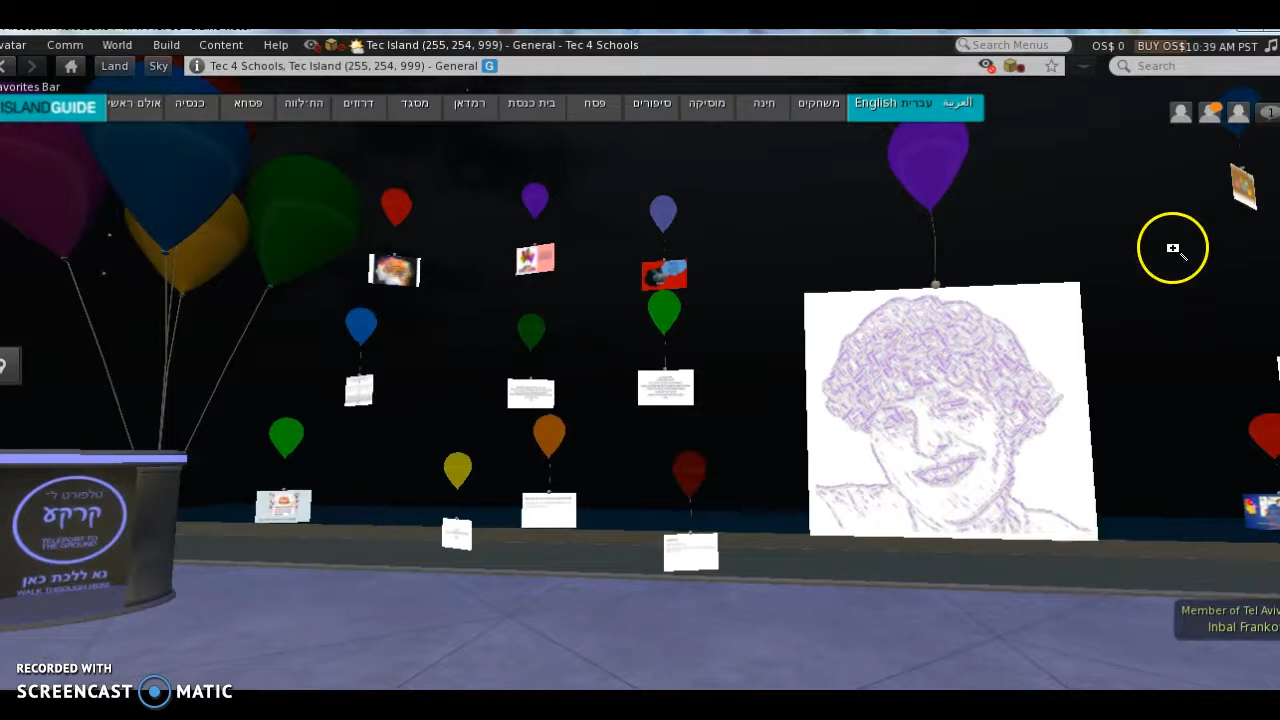 vatar Comm World Build Content Help Tec Island (255, 254, 999) - General - Tec 4 Schools Search Menus OS$ 0 BUY OS$ 10:39 AM PST
Land Sky Tec 4 Schools, Tec Island (255, 254, 999) - General G Search
avorites Bar
ISLANDGUIDE אולם ראשי כנסיה פסחא הח'לווה דרוזים מסגד רמדאן בית כנסת פסח סיפורים מוסיקה חינה משחקים English עברית العربية
1
טלפורט ל־
קרקע
TELEPORT TO
THE GROUND
נא ללכת כאן
WALK THROUGH HERE
Member of Tel Aviv
Inbal Franko
RECORDED WITH
SCREENCAST MATIC